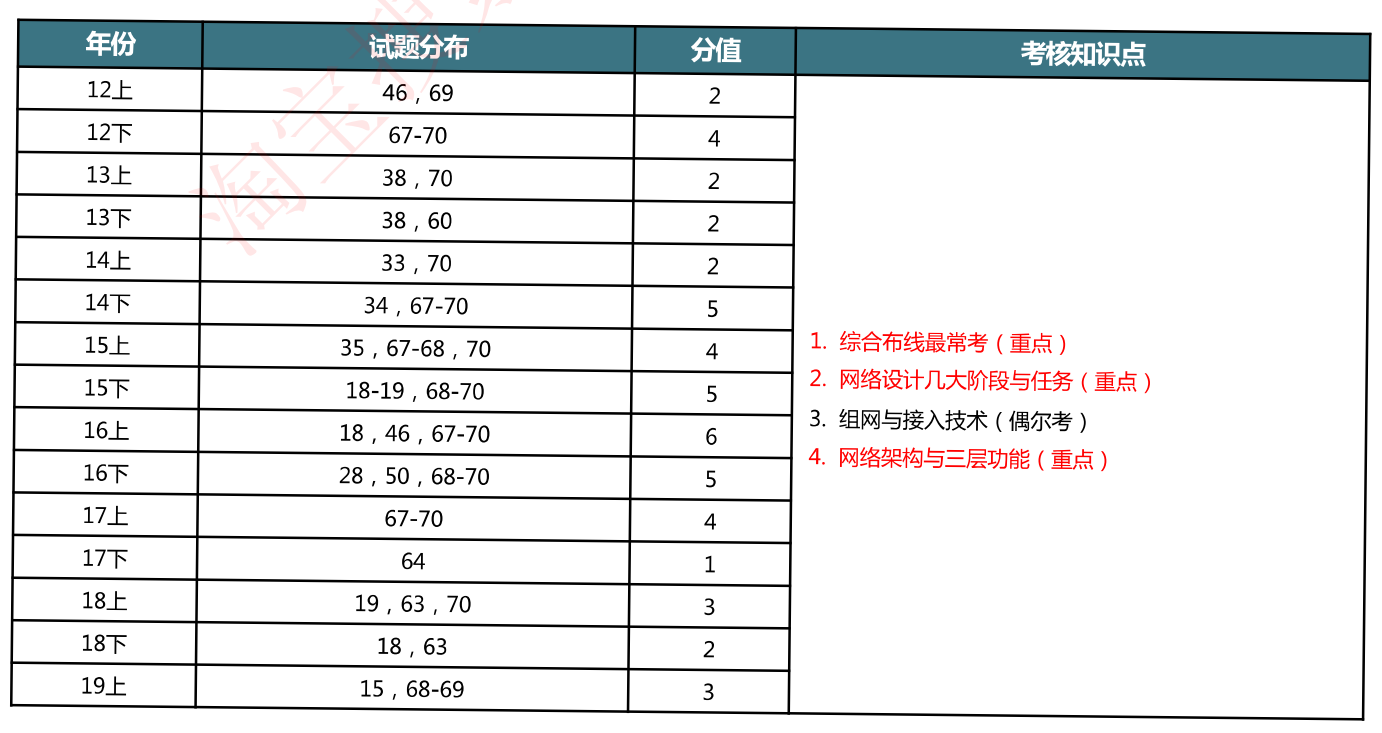 年份 试题分布 分值 考核知识点
12上 46，69 2
12下 67-70 4
13上 38，70 2
13下 38，60 2
14上 33，70 2
14下 34，67-70 5
15上 35，67-68，70 4
15下 18-19，68-70 5
16上 18，46，67-70 6
16下 28，50，68-70 5
17上 67-70 4
17下 64 1
18上 19，63，70 3
18下 18，63 2
19上 15，68-69 3
1. 综合布线最常考（重点）
2. 网络设计几大阶段与任务（重点）
3. 组网与接入技术（偶尔考）
4. 网络架构与三层功能（重点）
淘宝搜